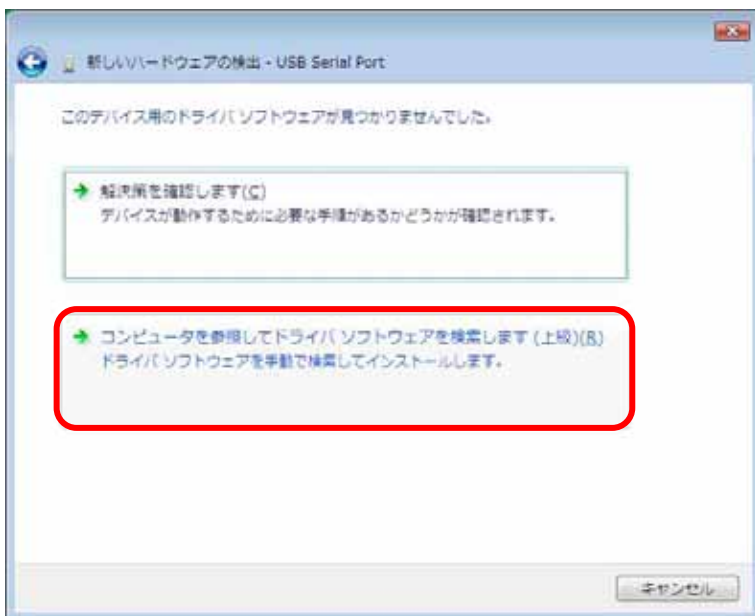 新しいハードウェアの検出 - USB Serial Port
このデバイス用のドライバ ソフトウェアが見つかりませんでした。
解決策を確認します(C)
デバイスが動作するために必要な手順があるかどうかが確認されます。
コンピュータを参照してドライバ ソフトウェアを検索します (上級)(R)
ドライバ ソフトウェアを手動で検索してインストールします。
キャンセル